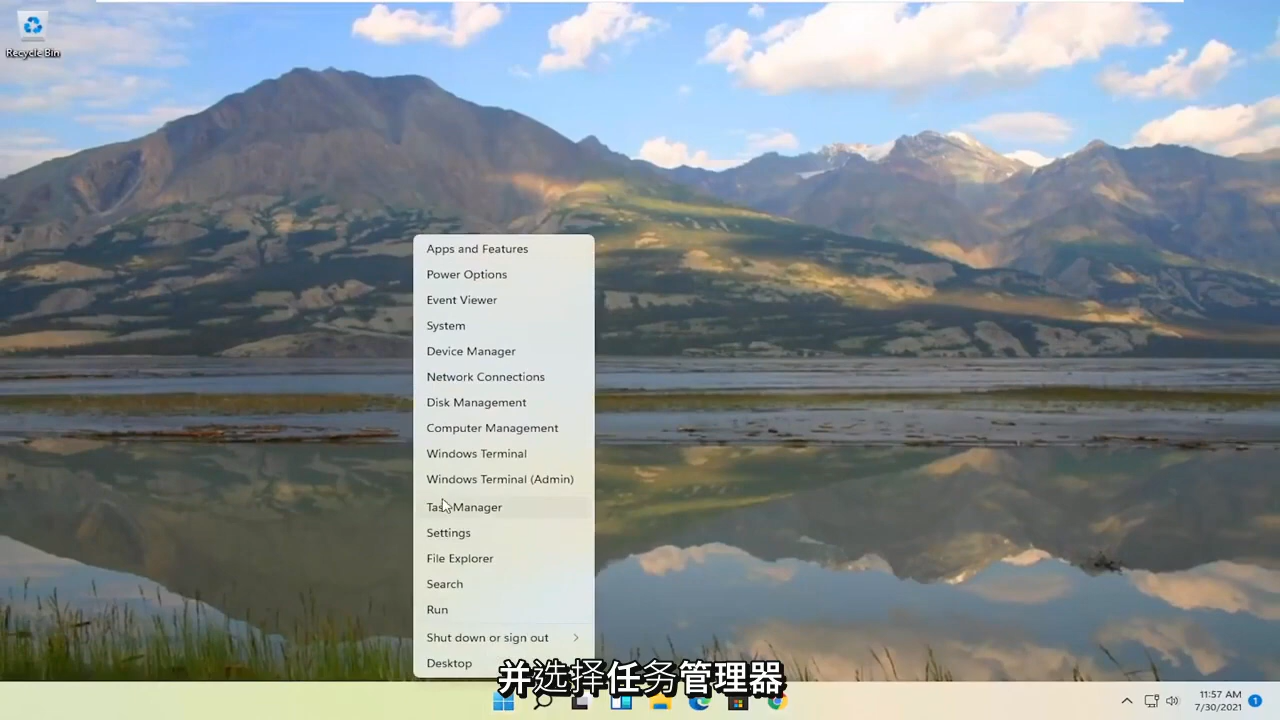 Recycle Bin
Apps and Features
Power Options
Event Viewer
System
Device Manager
Network Connections
Disk Management
Computer Management
Windows Terminal
Windows Terminal (Admin)
Task Manager
Settings
File Explorer
Search
Run
Shut down or sign out
Desktop
并选择任务管理器
11:57 AM
7/30/2021
1